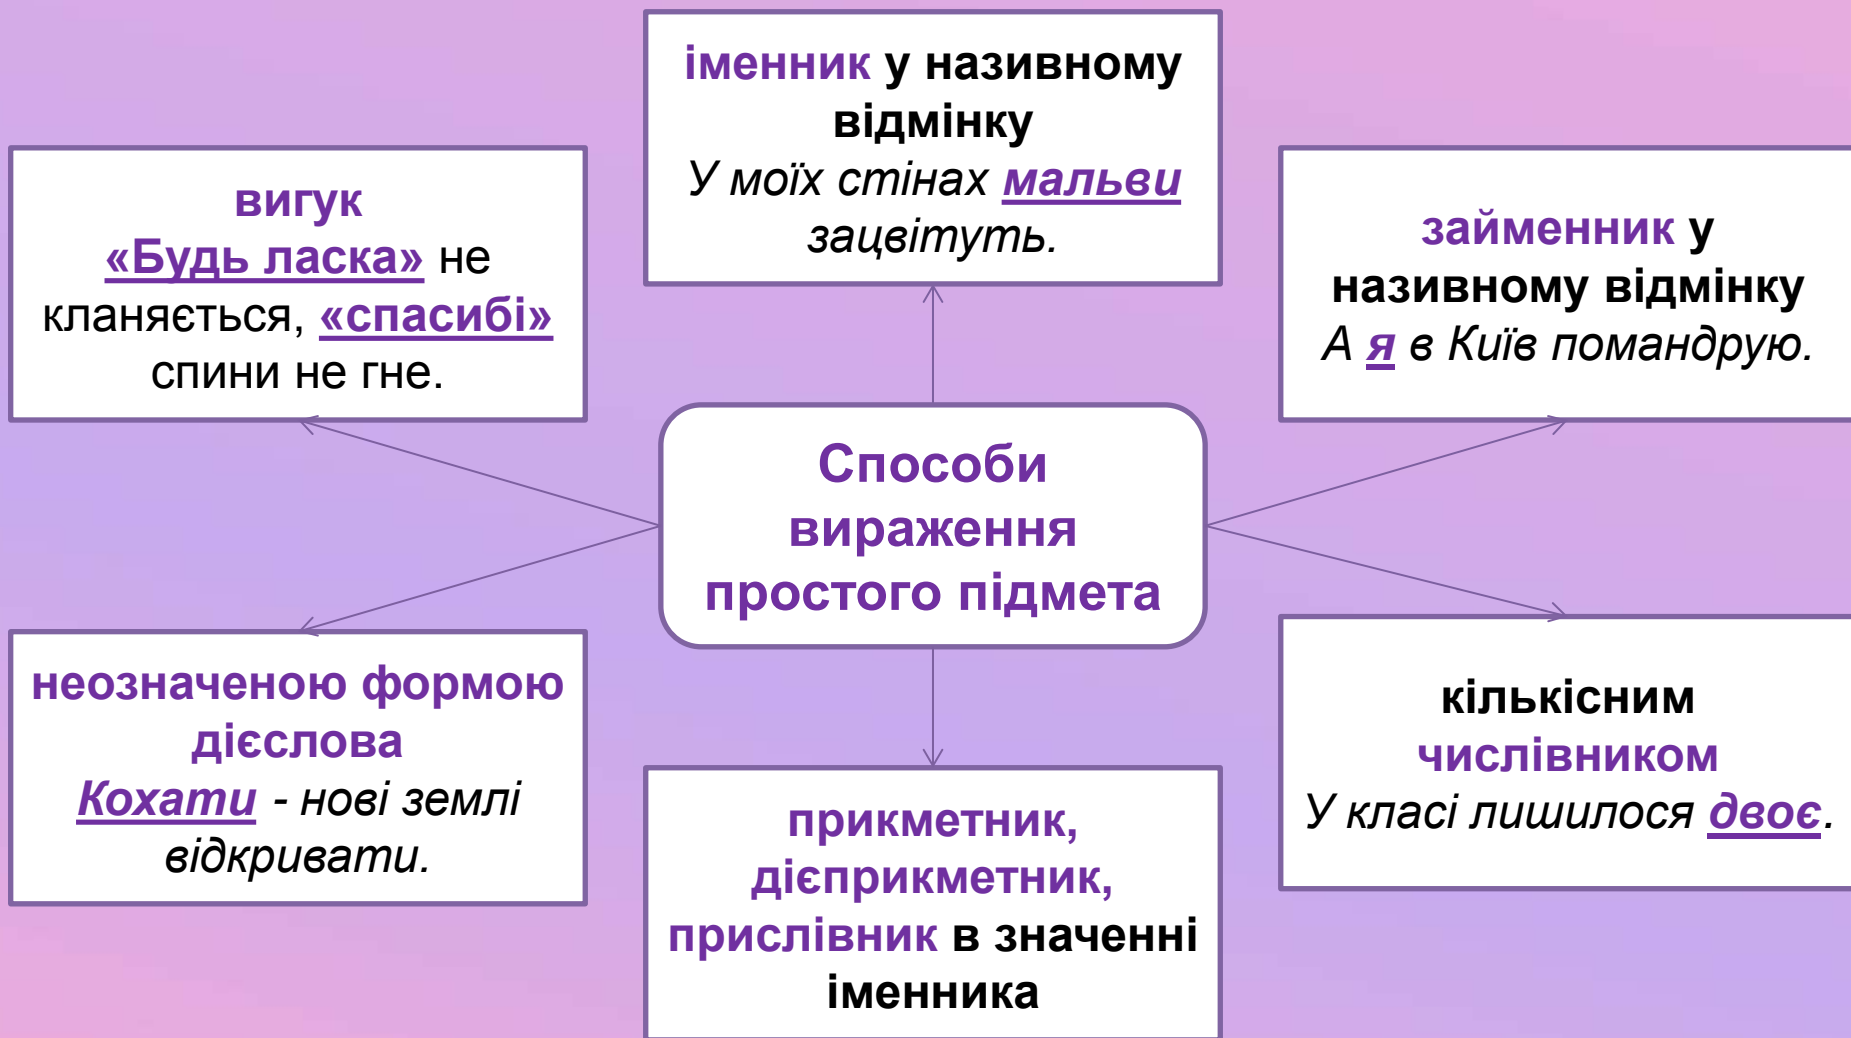 іменник у називному
відмінку
У моїх стінах мальви
зацвітуть.
вигук
«Будь ласка» не
кланяється, «спасибі»
спини не гне.
займенник у
називному відмінку
А я в Київ помандрую.
Способи
вираження
простого підмета
неозначеною формою
дієслова
Кохати - нові землі
відкривати.
кількісним
числівником
У класі лишилося двоє.
прикметник,
дієприкметник,
прислівник в значенні
іменника